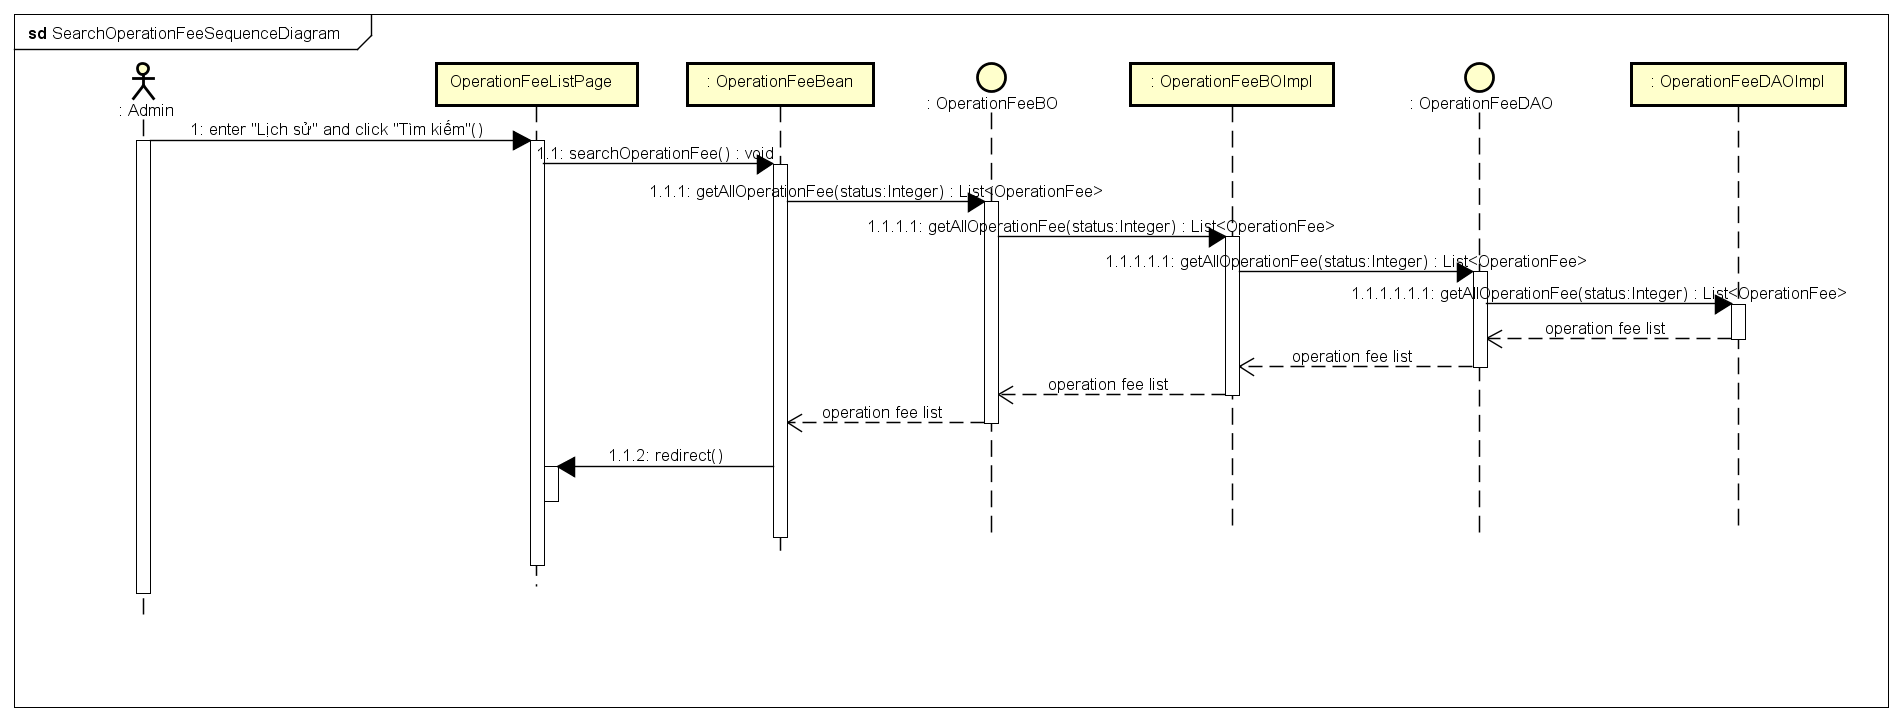 sd SearchOperationFeeSequenceDiagram
: Admin
OperationFeeListPage
: OperationFeeBean
: OperationFeeBO
: OperationFeeBOImpl
: OperationFeeDAO
: OperationFeeDAOImpl
1: enter "Lịch sử" and click "Tìm kiếm"()
1.1: searchOperationFee() : void
1.1.1: getAllOperationFee(status:Integer) : List<OperationFee>
1.1.1.1: getAllOperationFee(status:Integer) : List<OperationFee>
1.1.1.1.1: getAllOperationFee(status:Integer) : List<OperationFee>
1.1.1.1.1.1: getAllOperationFee(status:Integer) : List<OperationFee>
operation fee list
operation fee list
operation fee list
operation fee list
1.1.2: redirect()